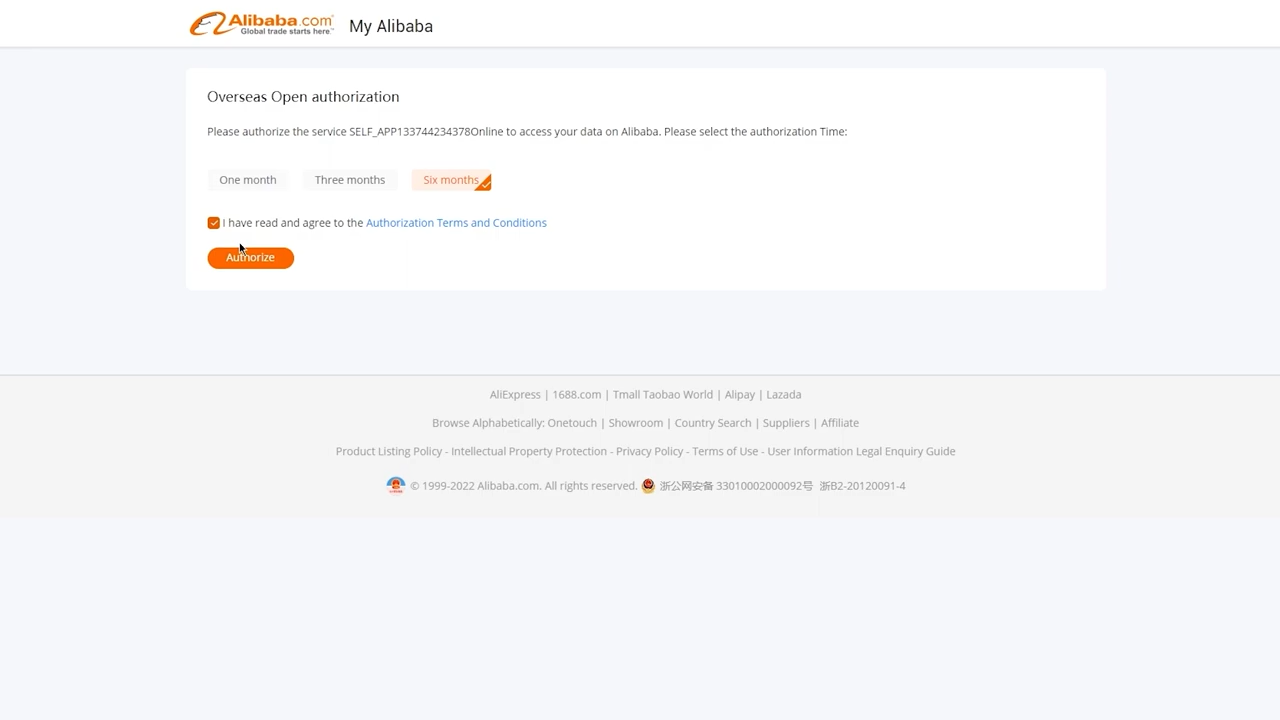 Alibaba.com
Global trade starts here™
My Alibaba
Overseas Open authorization
Please authorize the service SELF_APP133744234378Online to access your data on Alibaba. Please select the authorization Time:
One month Three months Six months
I have read and agree to the Authorization Terms and Conditions
Authorize
AliExpress | 1688.com | Tmall Taobao World | Alipay | Lazada
Browse Alphabetically: Onetouch | Showroom | Country Search | Suppliers | Affiliate
Product Listing Policy - Intellectual Property Protection - Privacy Policy - Terms of Use - User Information Legal Enquiry Guide
© 1999-2022 Alibaba.com. All rights reserved. 浙公网安备 33010002000092号 浙B2-20120091-4